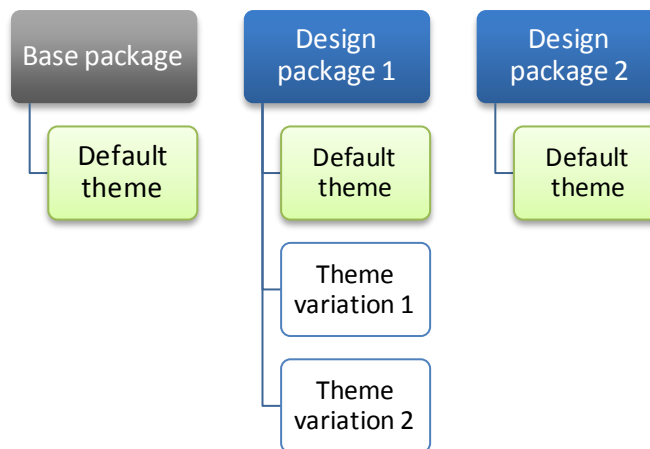 Base package
Default
theme
Design
package 1
Default
theme
Theme
variation 1
Theme
variation 2
Design
package 2
Default
theme